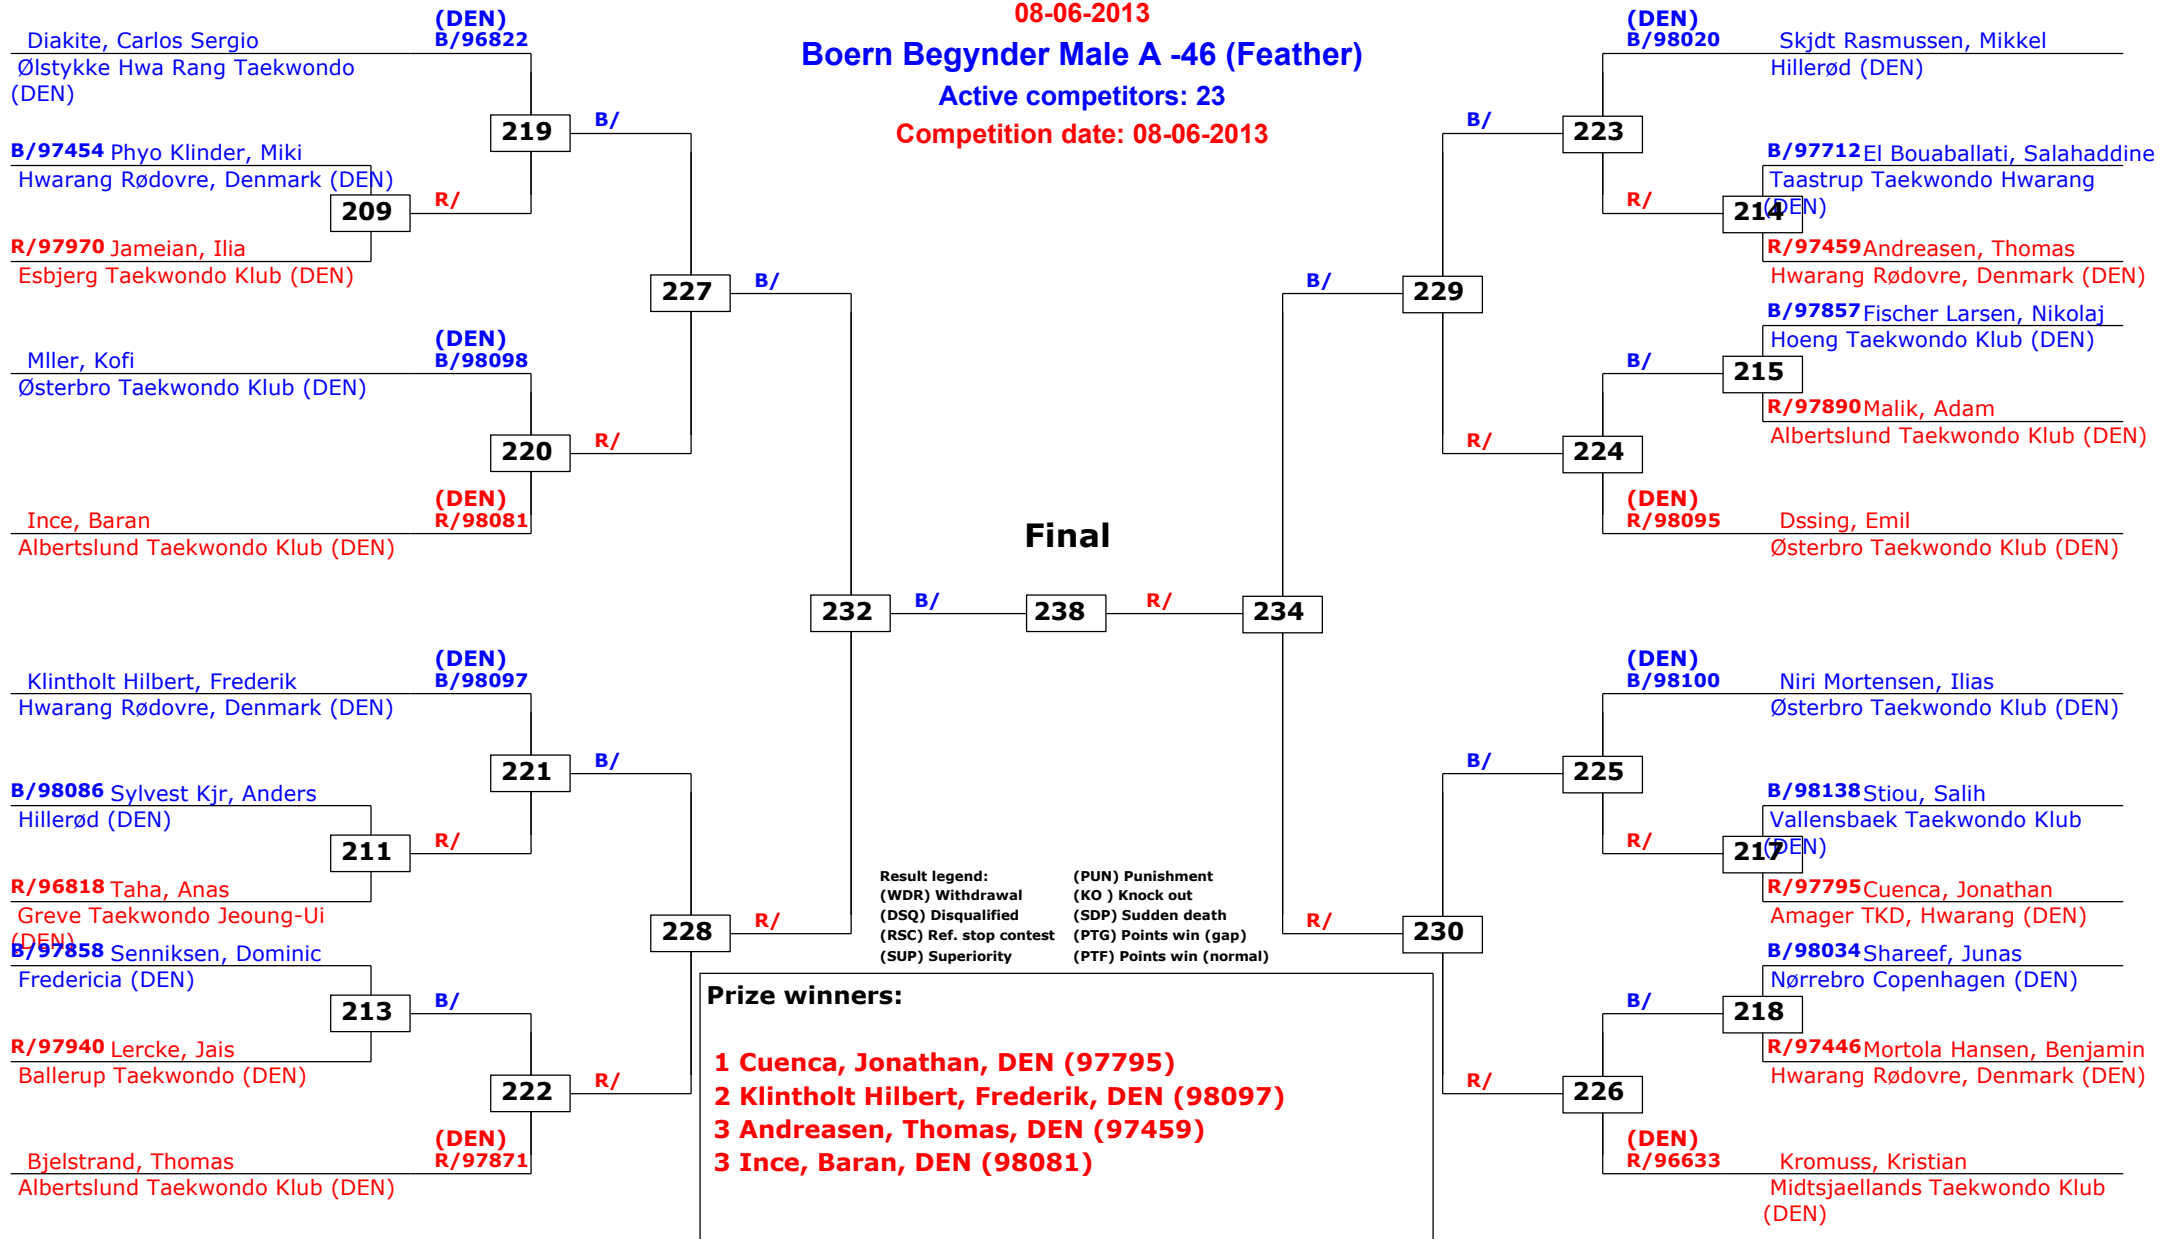 08-06-2013
Boern Begynder Male A -46 (Feather)
Active competitors: 23
Competition date: 08-06-2013
(DEN)
Diakite, Carlos Sergio B/96822
Ølstykke Hwa Rang Taekwondo
(DEN)
219
B/
B/97454 Phyo Klinder, Miki
Hwarang Rødovre, Denmark (DEN)
209
R/
R/97970 Jameian, Ilia
Esbjerg Taekwondo Klub (DEN)
227
B/
(DEN)
Mller, Kofi B/98098
Østerbro Taekwondo Klub (DEN)
220
R/
(DEN)
Ince, Baran R/98081
Albertslund Taekwondo Klub (DEN)
232
B/
(DEN)
Klintholt Hilbert, Frederik B/98097
Hwarang Rødovre, Denmark (DEN)
221
B/
B/98086 Sylvest Kjr, Anders
Hillerød (DEN)
211
R/
R/96818 Taha, Anas
Greve Taekwondo Jeoung-Ui
(DEN)
228
R/
B/97858 Senniksen, Dominic
Fredericia (DEN)
213
B/
R/97940 Lercke, Jais
Ballerup Taekwondo (DEN)
222
R/
(DEN)
Bjelstrand, Thomas R/97871
Albertslund Taekwondo Klub (DEN)
Final
238
R/
234
(DEN)
B/98020 Skjdt Rasmussen, Mikkel
Hillerød (DEN)
B/
223
B/97712 El Bouaballati, Salahaddine
Taastrup Taekwondo Hwarang
(DEN)
R/
214
R/97459 Andreasen, Thomas
Hwarang Rødovre, Denmark (DEN)
B/
229
B/97857 Fischer Larsen, Nikolaj
Hoeng Taekwondo Klub (DEN)
B/
215
R/97890 Malik, Adam
Albertslund Taekwondo Klub (DEN)
R/
224
(DEN)
R/98095 Dssing, Emil
Østerbro Taekwondo Klub (DEN)
(DEN)
B/98100 Niri Mortensen, Ilias
Østerbro Taekwondo Klub (DEN)
B/
225
B/98138 Stiou, Salih
Vallensbaek Taekwondo Klub
(DEN)
R/
217
R/97795 Cuenca, Jonathan
Amager TKD, Hwarang (DEN)
R/
230
B/98034 Shareef, Junas
Nørrebro Copenhagen (DEN)
B/
218
R/97446 Mortola Hansen, Benjamin
Hwarang Rødovre, Denmark (DEN)
R/
226
(DEN)
R/96633 Kromuss, Kristian
Midtsjaellands Taekwondo Klub
(DEN)
Result legend: (PUN) Punishment
(WDR) Withdrawal (KO ) Knock out
(DSQ) Disqualified (SDP) Sudden death
(RSC) Ref. stop contest (PTG) Points win (gap)
(SUP) Superiority (PTF) Points win (normal)
Prize winners:
1 Cuenca, Jonathan, DEN (97795)
2 Klintholt Hilbert, Frederik, DEN (98097)
3 Andreasen, Thomas, DEN (97459)
3 Ince, Baran, DEN (98081)